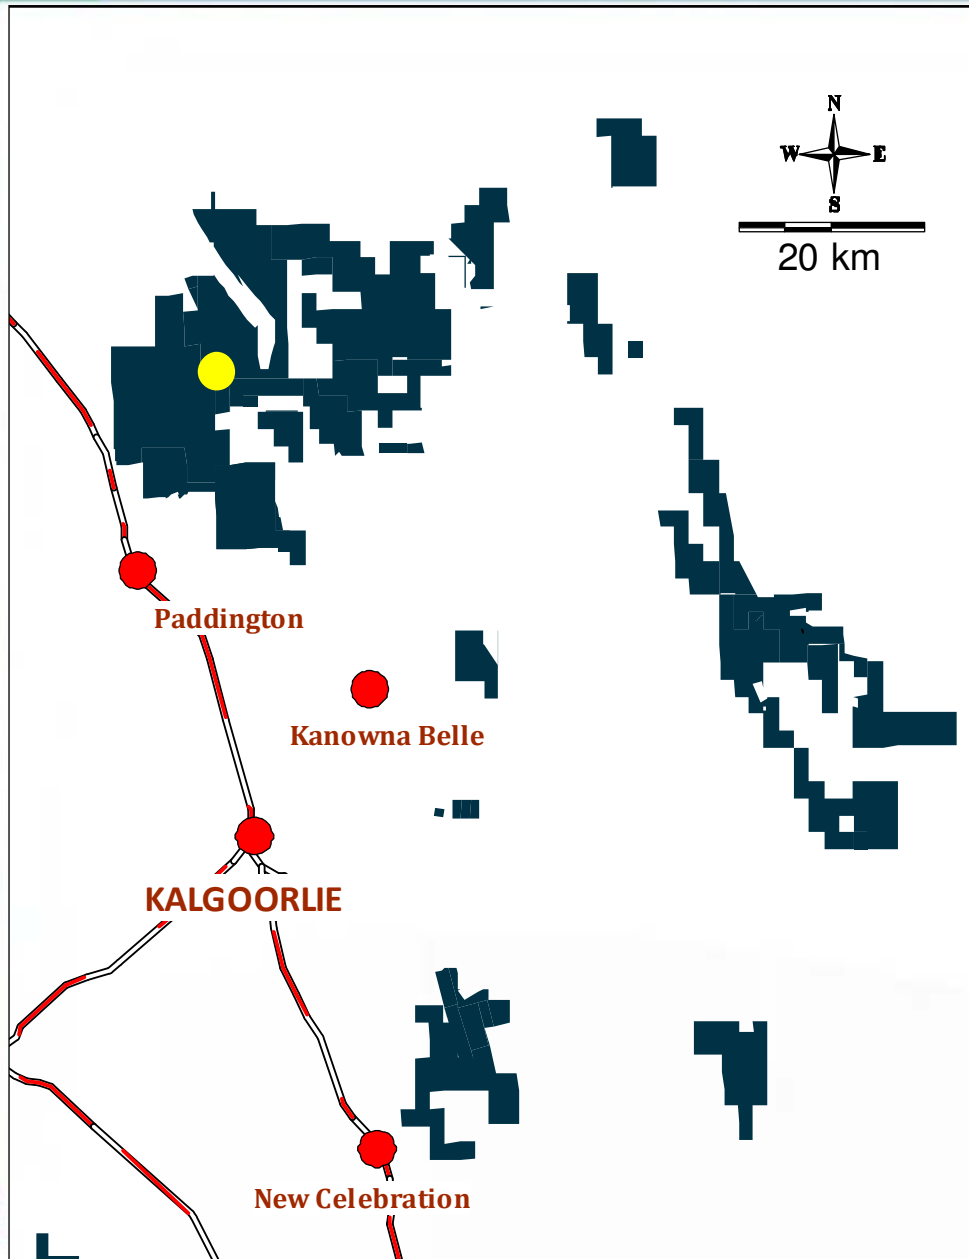 N
W E
S
20 km
Paddington
Kanowna Belle
KALGOORLIE
New Celebration